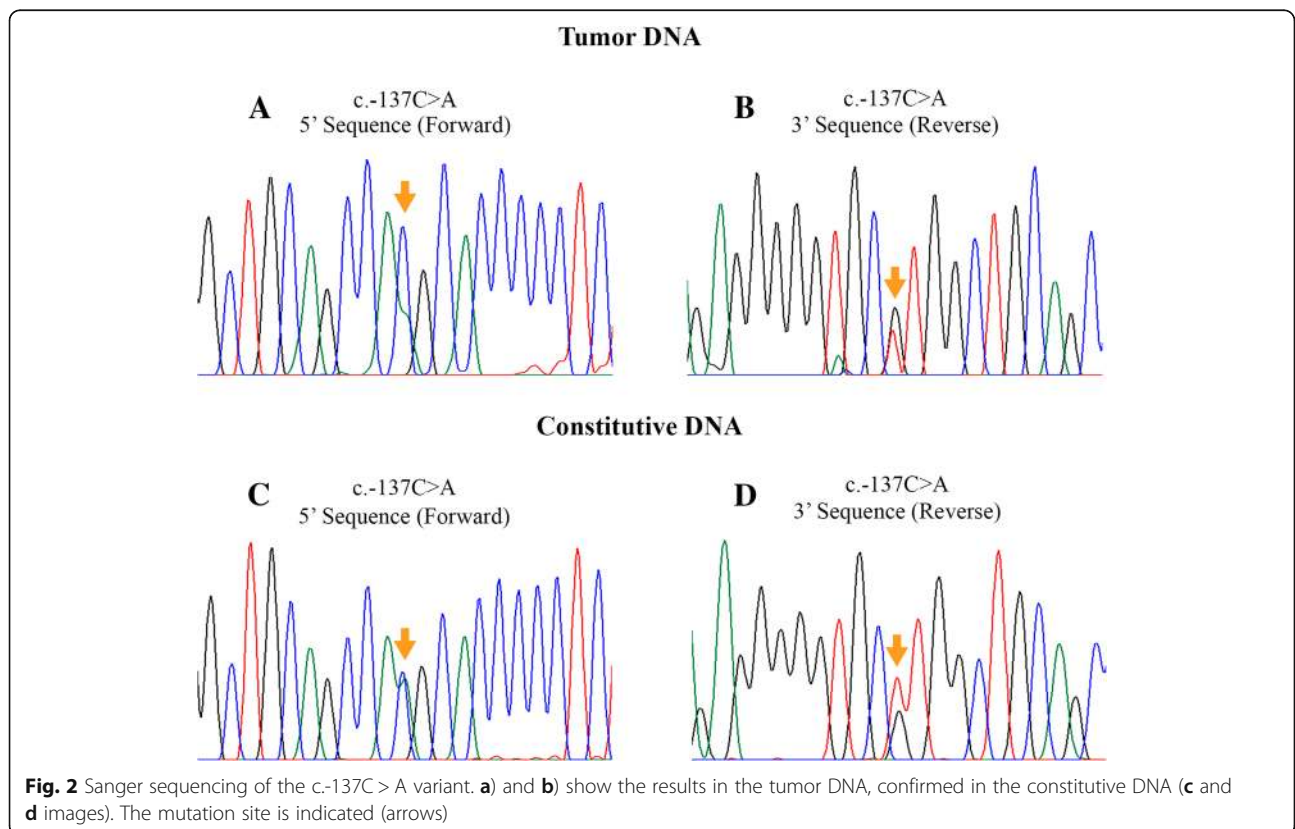 Tumor DNA
A
c.-137C>A
5' Sequence (Forward)
B
c.-137C>A
3' Sequence (Reverse)
Constitutive DNA
C
c.-137C>A
5' Sequence (Forward)
D
c.-137C>A
3' Sequence (Reverse)
Fig. 2 Sanger sequencing of the c.-137C > A variant. a) and b) show the results in the tumor DNA, confirmed in the constitutive DNA (c and
d images). The mutation site is indicated (arrows)